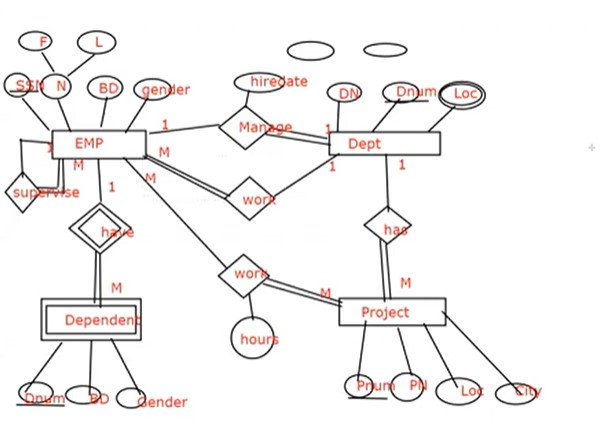 F L
SSN N BD gender hiredate DN Dnum Loc
1 Manage 1
EMP Dept
1 M M 1 1
supervise 1 M work
have has
work
M M M
Dependent Project
hours
Dnum BD Gender Pnum PN Loc City